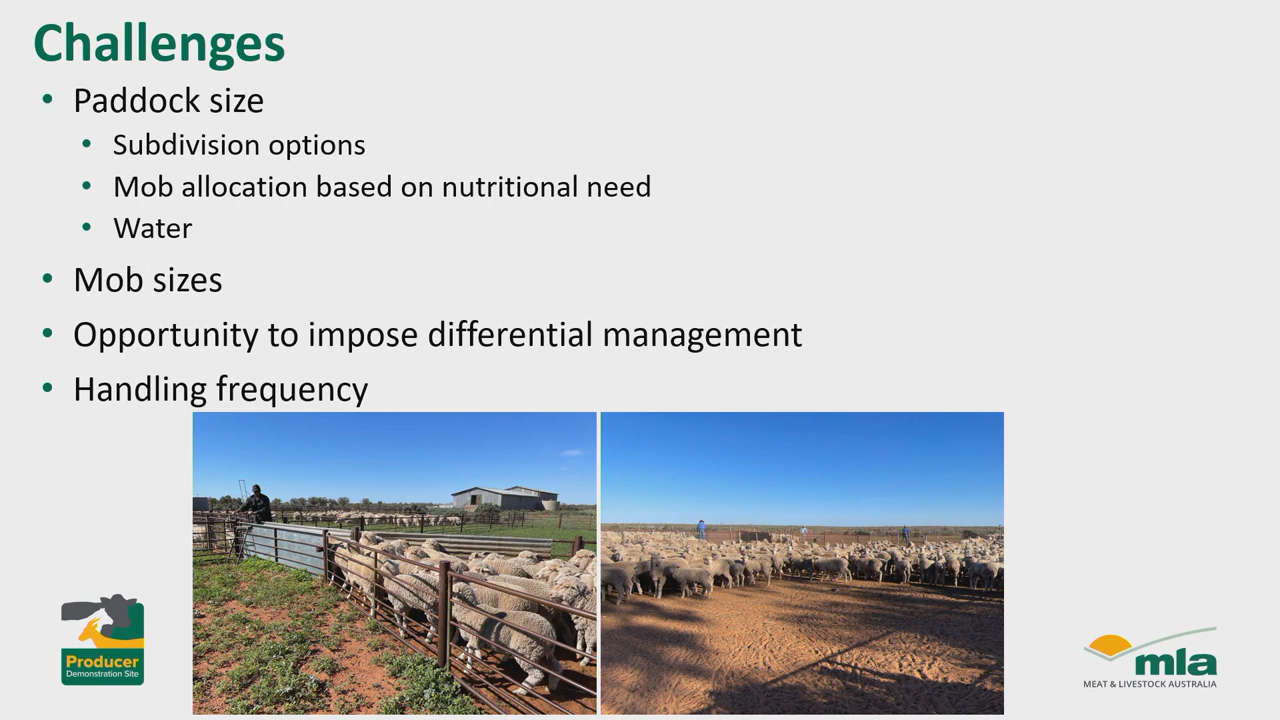 Challenges
• Paddock size
• Subdivision options
• Mob allocation based on nutritional need
• Water
• Mob sizes
• Opportunity to impose differential management
• Handling frequency
Producer
Demonstration Site
mla
MEAT & LIVESTOCK AUSTRALIA